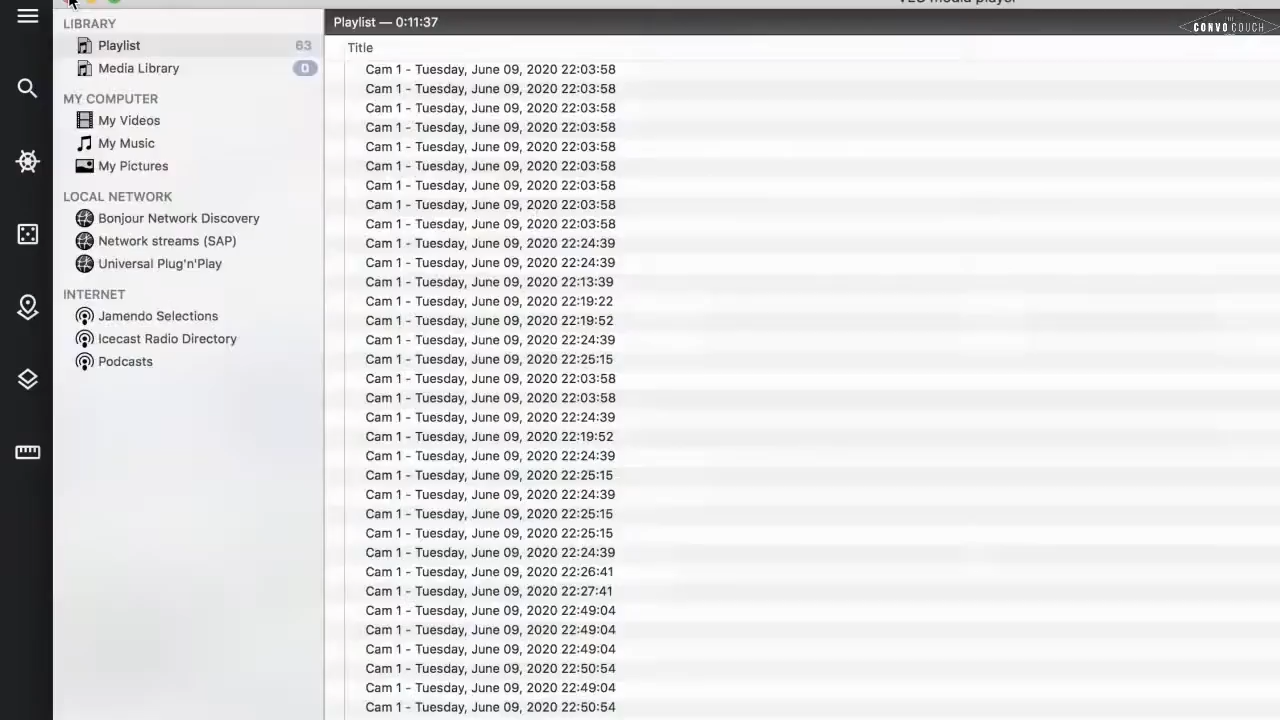 VLC media player
LIBRARY
Playlist 63
Media Library 0
MY COMPUTER
My Videos
My Music
My Pictures
LOCAL NETWORK
Bonjour Network Discovery
Network streams (SAP)
Universal Plug'n'Play
INTERNET
Jamendo Selections
Icecast Radio Directory
Podcasts
Playlist — 0:11:37
THE
CONVO COUCH
Title
Cam 1 - Tuesday, June 09, 2020 22:03:58
Cam 1 - Tuesday, June 09, 2020 22:03:58
Cam 1 - Tuesday, June 09, 2020 22:03:58
Cam 1 - Tuesday, June 09, 2020 22:03:58
Cam 1 - Tuesday, June 09, 2020 22:03:58
Cam 1 - Tuesday, June 09, 2020 22:03:58
Cam 1 - Tuesday, June 09, 2020 22:03:58
Cam 1 - Tuesday, June 09, 2020 22:03:58
Cam 1 - Tuesday, June 09, 2020 22:03:58
Cam 1 - Tuesday, June 09, 2020 22:24:39
Cam 1 - Tuesday, June 09, 2020 22:24:39
Cam 1 - Tuesday, June 09, 2020 22:13:39
Cam 1 - Tuesday, June 09, 2020 22:19:22
Cam 1 - Tuesday, June 09, 2020 22:19:52
Cam 1 - Tuesday, June 09, 2020 22:24:39
Cam 1 - Tuesday, June 09, 2020 22:25:15
Cam 1 - Tuesday, June 09, 2020 22:03:58
Cam 1 - Tuesday, June 09, 2020 22:03:58
Cam 1 - Tuesday, June 09, 2020 22:24:39
Cam 1 - Tuesday, June 09, 2020 22:19:52
Cam 1 - Tuesday, June 09, 2020 22:24:39
Cam 1 - Tuesday, June 09, 2020 22:25:15
Cam 1 - Tuesday, June 09, 2020 22:24:39
Cam 1 - Tuesday, June 09, 2020 22:25:15
Cam 1 - Tuesday, June 09, 2020 22:25:15
Cam 1 - Tuesday, June 09, 2020 22:24:39
Cam 1 - Tuesday, June 09, 2020 22:26:41
Cam 1 - Tuesday, June 09, 2020 22:27:41
Cam 1 - Tuesday, June 09, 2020 22:49:04
Cam 1 - Tuesday, June 09, 2020 22:49:04
Cam 1 - Tuesday, June 09, 2020 22:49:04
Cam 1 - Tuesday, June 09, 2020 22:50:54
Cam 1 - Tuesday, June 09, 2020 22:49:04
Cam 1 - Tuesday, June 09, 2020 22:50:54